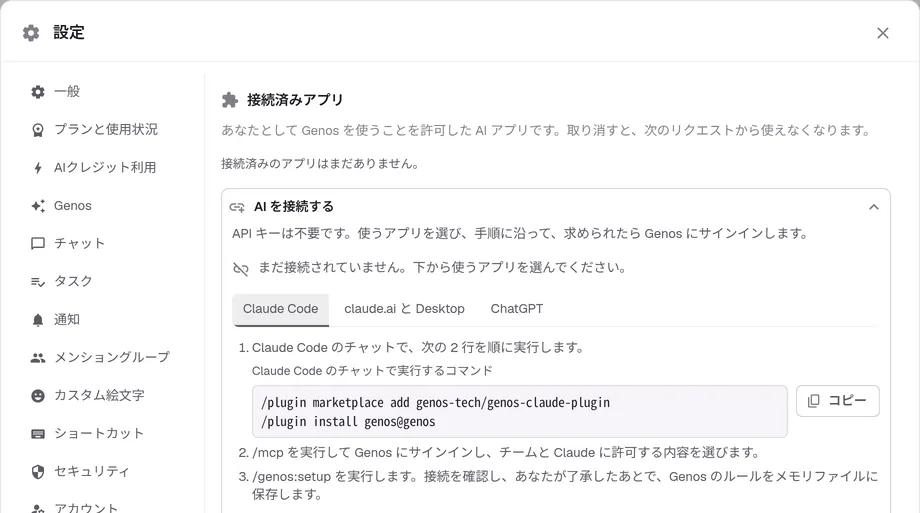 設定
一般
プランと使用状況
AIクレジット利用
Genos
チャット
タスク
通知
メンショングループ
カスタム絵文字
ショートカット
セキュリティ
アカウント
接続済みアプリ
あなたとして Genos を使うことを許可した AI アプリです。取り消すと、次のリクエストから使えなくなります。
接続済みのアプリはまだありません。
AI を接続する
API キーは不要です。使うアプリを選び、手順に沿って、求められたら Genos にサインインします。
まだ接続されていません。下から使うアプリを選んでください。
Claude Code
claude.ai と Desktop
ChatGPT
1. Claude Code のチャットで、次の 2 行を順に実行します。
Claude Code のチャットで実行するコマンド
/plugin marketplace add genos-tech/genos-claude-plugin
/plugin install genos@genos
コピー
2. /mcp を実行して Genos にサインインし、チームと Claude に許可する内容を選びます。
3. /genos:setup を実行します。接続を確認し、あなたが了承したあとで、Genos のルールをメモリファイルに
保存します。